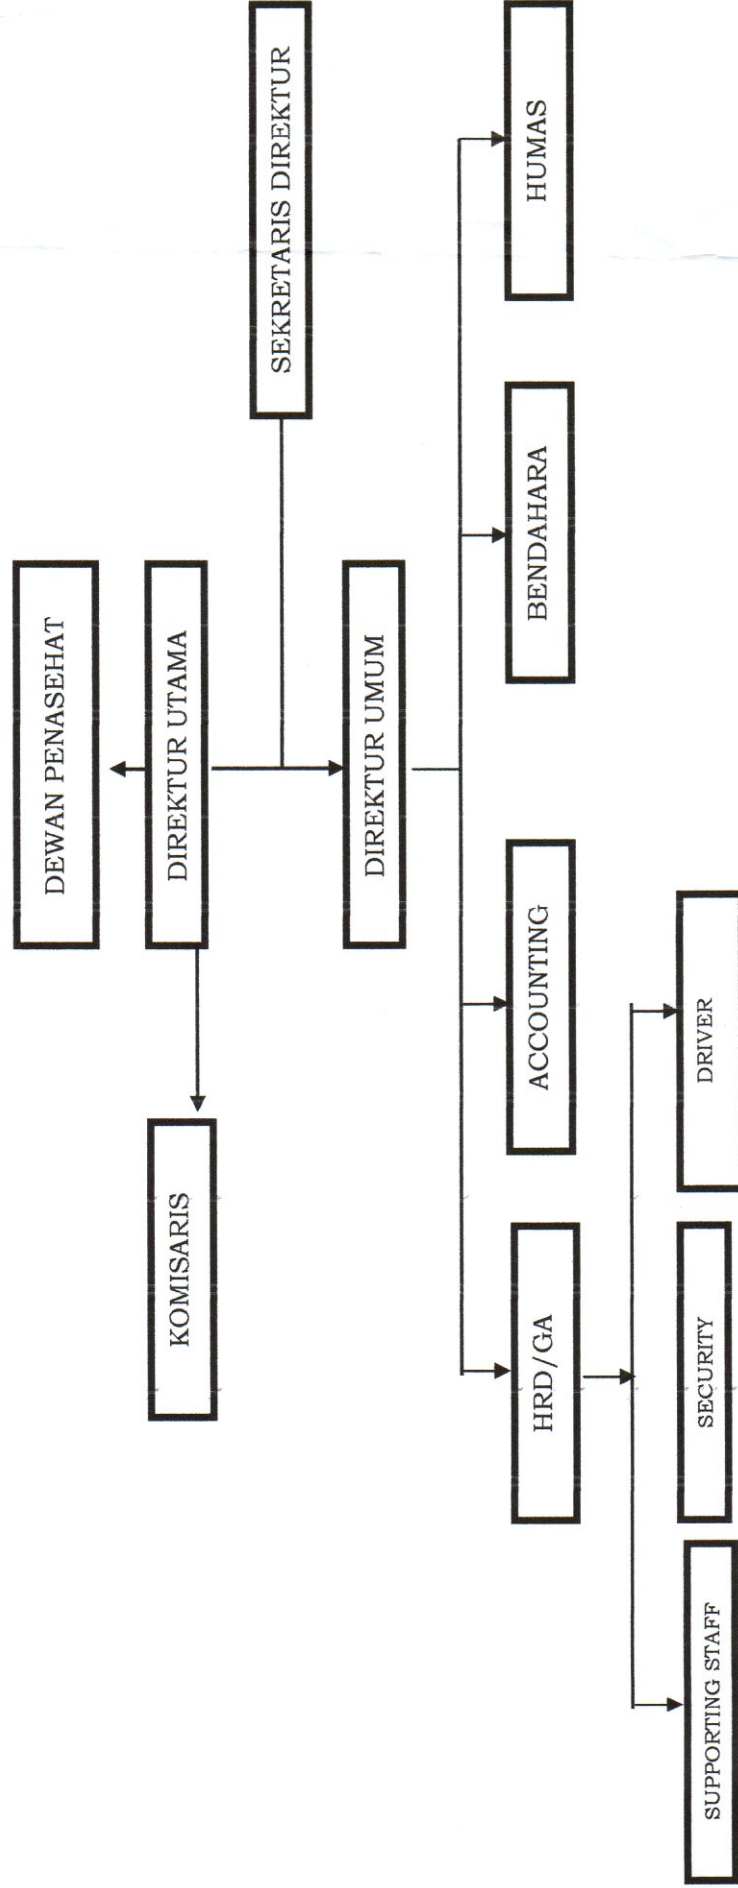 DEWAN PENASEHAT
KOMISARIS
DIREKTUR UTAMA
SEKRETARIS DIREKTUR
DIREKTUR UMUM
HRD/GA
ACCOUNTING
BENDAHARA
HUMAS
SUPPORTING STAFF
SECURITY
DRIVER